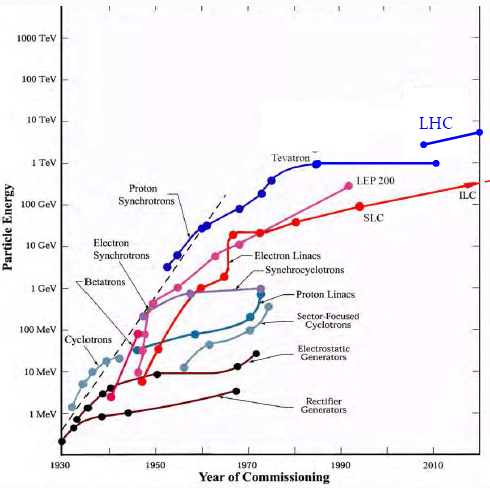 1000 TeV
100 TeV
10 TeV
1 TeV
100 GeV
10 GeV
1 GeV
100 MeV
10 MeV
1 MeV
Particle Energy
LHC
Tevatron
LEP 200
Proton
Synchrotrons
ILC
SLC
Electron
Synchrotrons
Electron Linacs
Synchrocyclotrons
Betatrons
Proton Linacs
Sector-Focused
Cyclotrons
Cyclotrons
Electrostatic
Generators
Rectifier
Generators
1930
1950
1970
1990
2010
Year of Commissioning